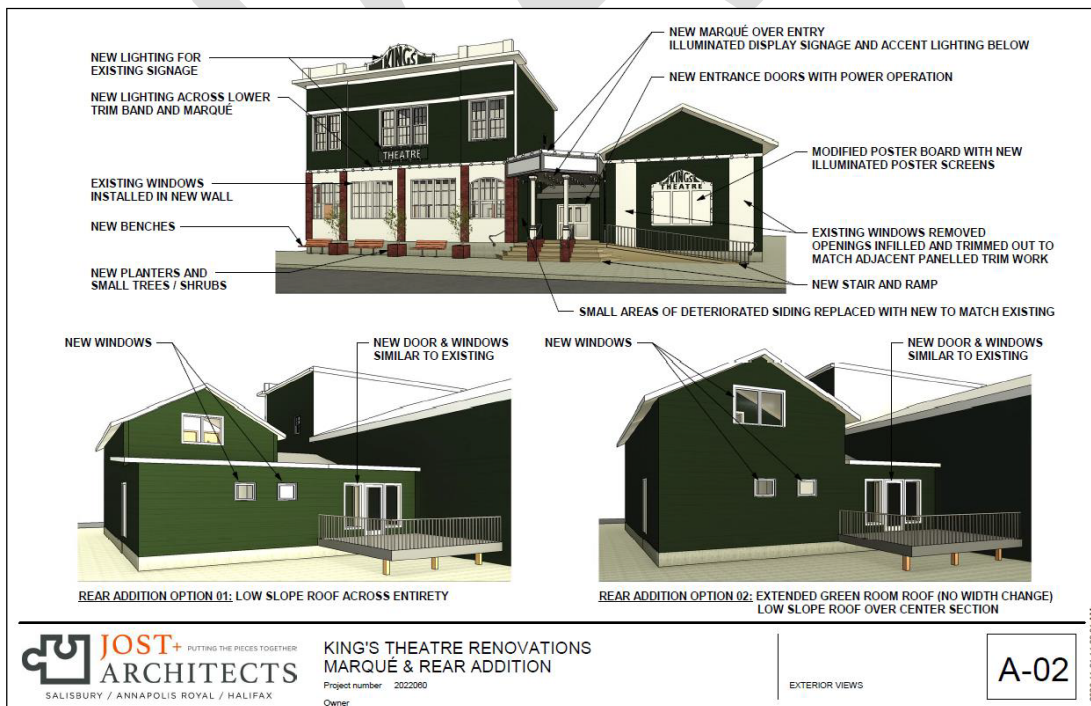 NEW LIGHTING FOR
EXISTING SIGNAGE
NEW LIGHTING ACROSS LOWER
TRIM BAND AND MARQUÉ
EXISTING WINDOWS
INSTALLED IN NEW WALL
NEW BENCHES
NEW PLANTERS AND
SMALL TREES / SHRUBS
KINGS
THEATRE
KINGS
THEATRE
NEW MARQUÉ OVER ENTRY
ILLUMINATED DISPLAY SIGNAGE AND ACCENT LIGHTING BELOW
NEW ENTRANCE DOORS WITH POWER OPERATION
MODIFIED POSTER BOARD WITH NEW
ILLUMINATED POSTER SCREENS
EXISTING WINDOWS REMOVED
OPENINGS INFILLED AND TRIMMED OUT TO
MATCH ADJACENT PANELLED TRIM WORK
NEW STAIR AND RAMP
SMALL AREAS OF DETERIORATED SIDING REPLACED WITH NEW TO MATCH EXISTING
NEW WINDOWS
NEW DOOR & WINDOWS
SIMILAR TO EXISTING
REAR ADDITION OPTION 01: LOW SLOPE ROOF ACROSS ENTIRETY
NEW WINDOWS
NEW DOOR & WINDOWS
SIMILAR TO EXISTING
REAR ADDITION OPTION 02: EXTENDED GREEN ROOM ROOF (NO WIDTH CHANGE)
LOW SLOPE ROOF OVER CENTER SECTION
JOST+ PUTTING THE PIECES TOGETHER
ARCHITECTS
SALISBURY / ANNAPOLIS ROYAL / HALIFAX
KING'S THEATRE RENOVATIONS
MARQUÉ & REAR ADDITION
Project number 2022060
Owner
EXTERIOR VIEWS
A-02